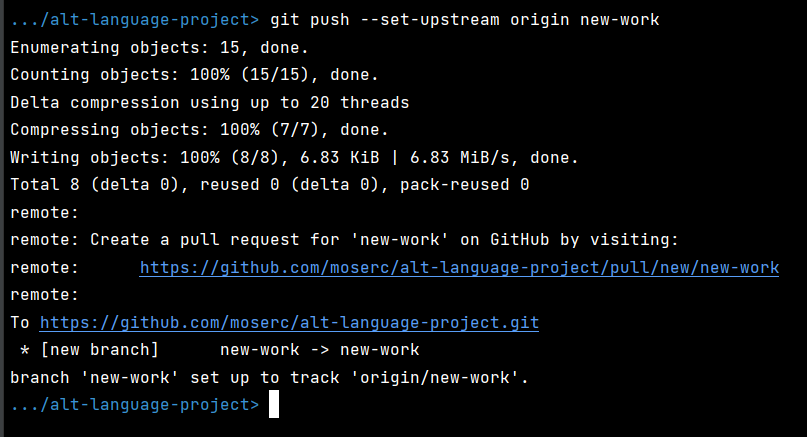 .../alt-language-project> git push --set-upstream origin new-work
Enumerating objects: 15, done.
Counting objects: 100% (15/15), done.
Delta compression using up to 20 threads
Compressing objects: 100% (7/7), done.
Writing objects: 100% (8/8), 6.83 KiB | 6.83 MiB/s, done.
Total 8 (delta 0), reused 0 (delta 0), pack-reused 0
remote:
remote: Create a pull request for 'new-work' on GitHub by visiting:
remote:      https://github.com/moserc/alt-language-project/pull/new/new-work
remote:
To https://github.com/moserc/alt-language-project.git
 * [new branch]      new-work -> new-work
branch 'new-work' set up to track 'origin/new-work'.
.../alt-language-project>